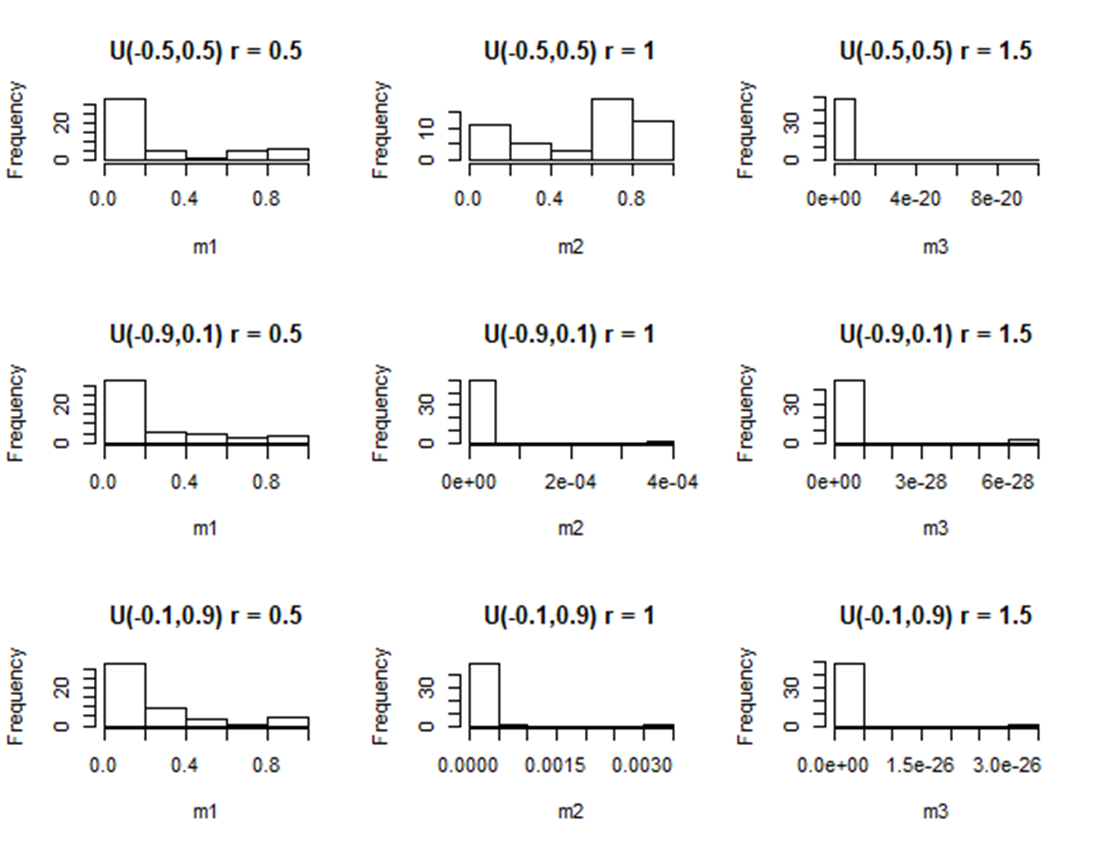 U(-0.5,0.5) r = 0.5
Frequency
20
0
0.0 0.4 0.8
m1
U(-0.5,0.5) r = 1
Frequency
10
0
0.0 0.4 0.8
m2
U(-0.5,0.5) r = 1.5
Frequency
30
0
0e+00 4e-20 8e-20
m3
U(-0.9,0.1) r = 0.5
Frequency
20
0
0.0 0.4 0.8
m1
U(-0.9,0.1) r = 1
Frequency
30
0
0e+00 2e-04 4e-04
m2
U(-0.9,0.1) r = 1.5
Frequency
30
0
0e+00 3e-28 6e-28
m3
U(-0.1,0.9) r = 0.5
Frequency
20
0
0.0 0.4 0.8
m1
U(-0.1,0.9) r = 1
Frequency
30
0
0.0000 0.0015 0.0030
m2
U(-0.1,0.9) r = 1.5
Frequency
30
0
0.0e+00 1.5e-26 3.0e-26
m3